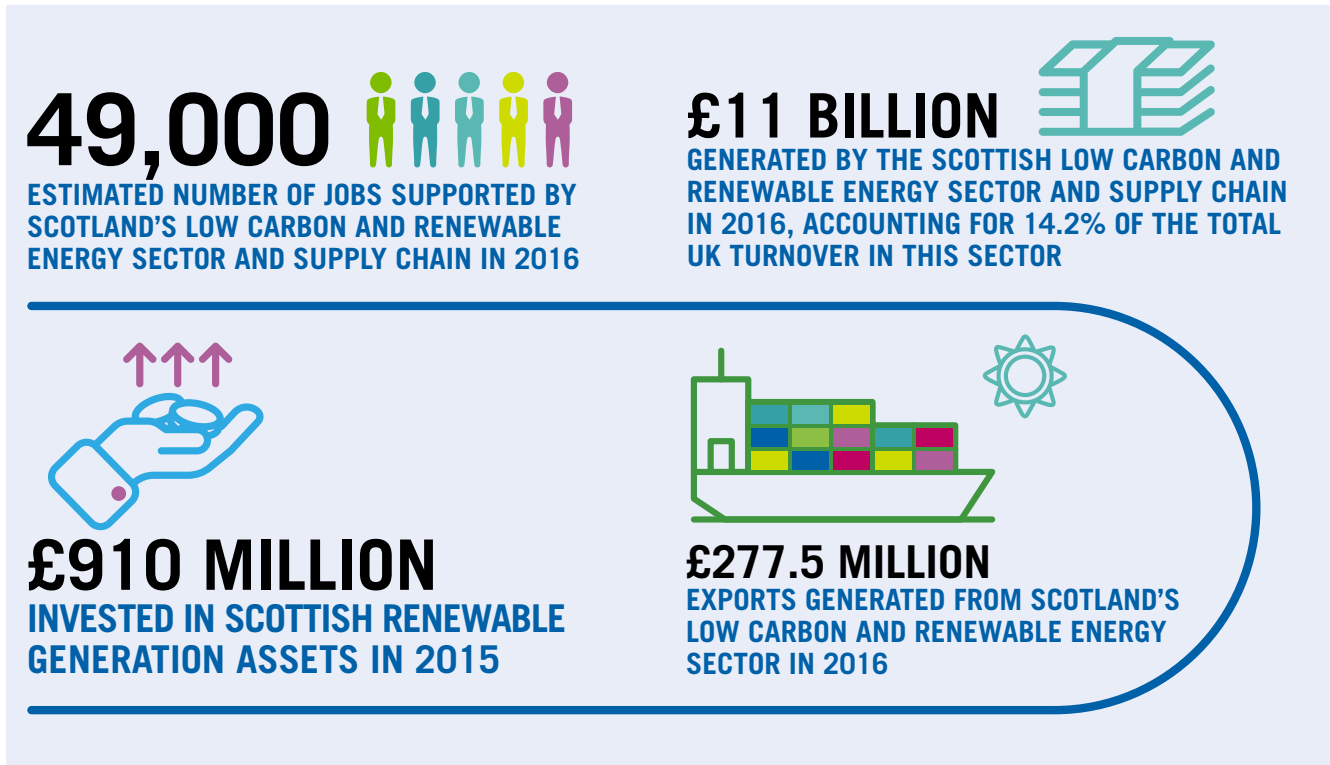 49,000
ESTIMATED NUMBER OF JOBS SUPPORTED BY
SCOTLAND'S LOW CARBON AND RENEWABLE
ENERGY SECTOR AND SUPPLY CHAIN IN 2016
£11 BILLION
GENERATED BY THE SCOTTISH LOW CARBON AND
RENEWABLE ENERGY SECTOR AND SUPPLY CHAIN
IN 2016, ACCOUNTING FOR 14.2% OF THE TOTAL
UK TURNOVER IN THIS SECTOR
£910 MILLION
INVESTED IN SCOTTISH RENEWABLE
GENERATION ASSETS IN 2015
£277.5 MILLION
EXPORTS GENERATED FROM SCOTLAND'S
LOW CARBON AND RENEWABLE ENERGY
SECTOR IN 2016